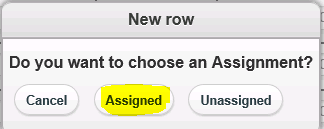 New row
Do you want to choose an Assignment?
Cancel Assigned Unassigned